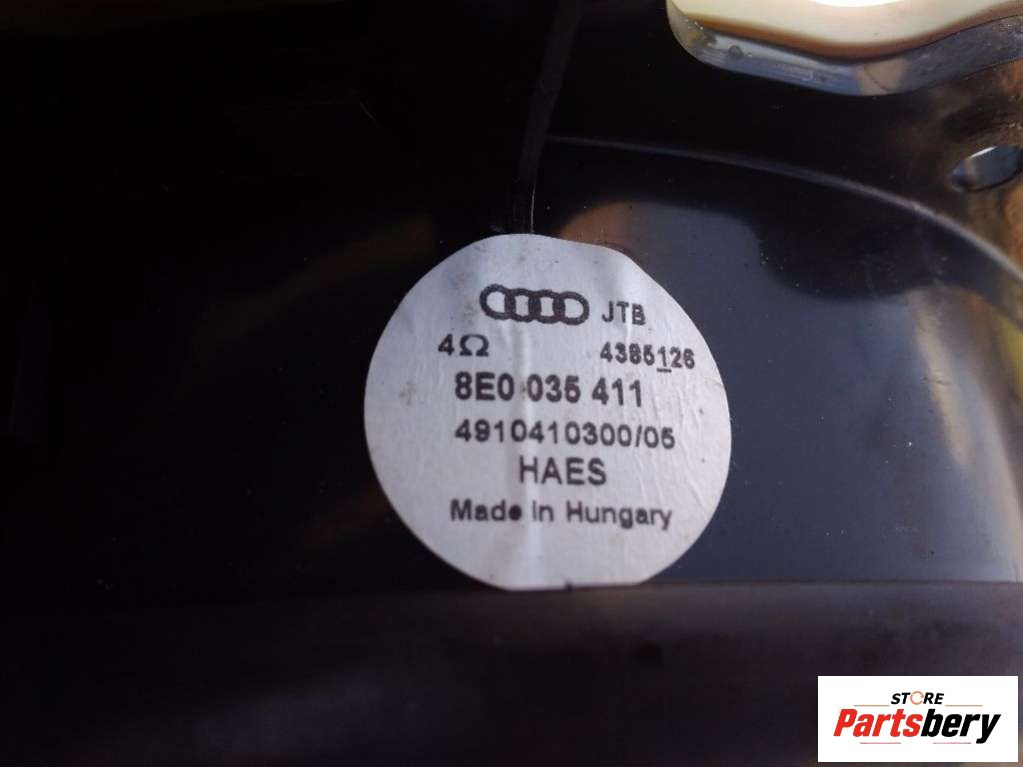 JTB
4Ω 4385126
8E0 035 411
4910410300/05
HAES
Made in Hungary
STORE
Partsbery